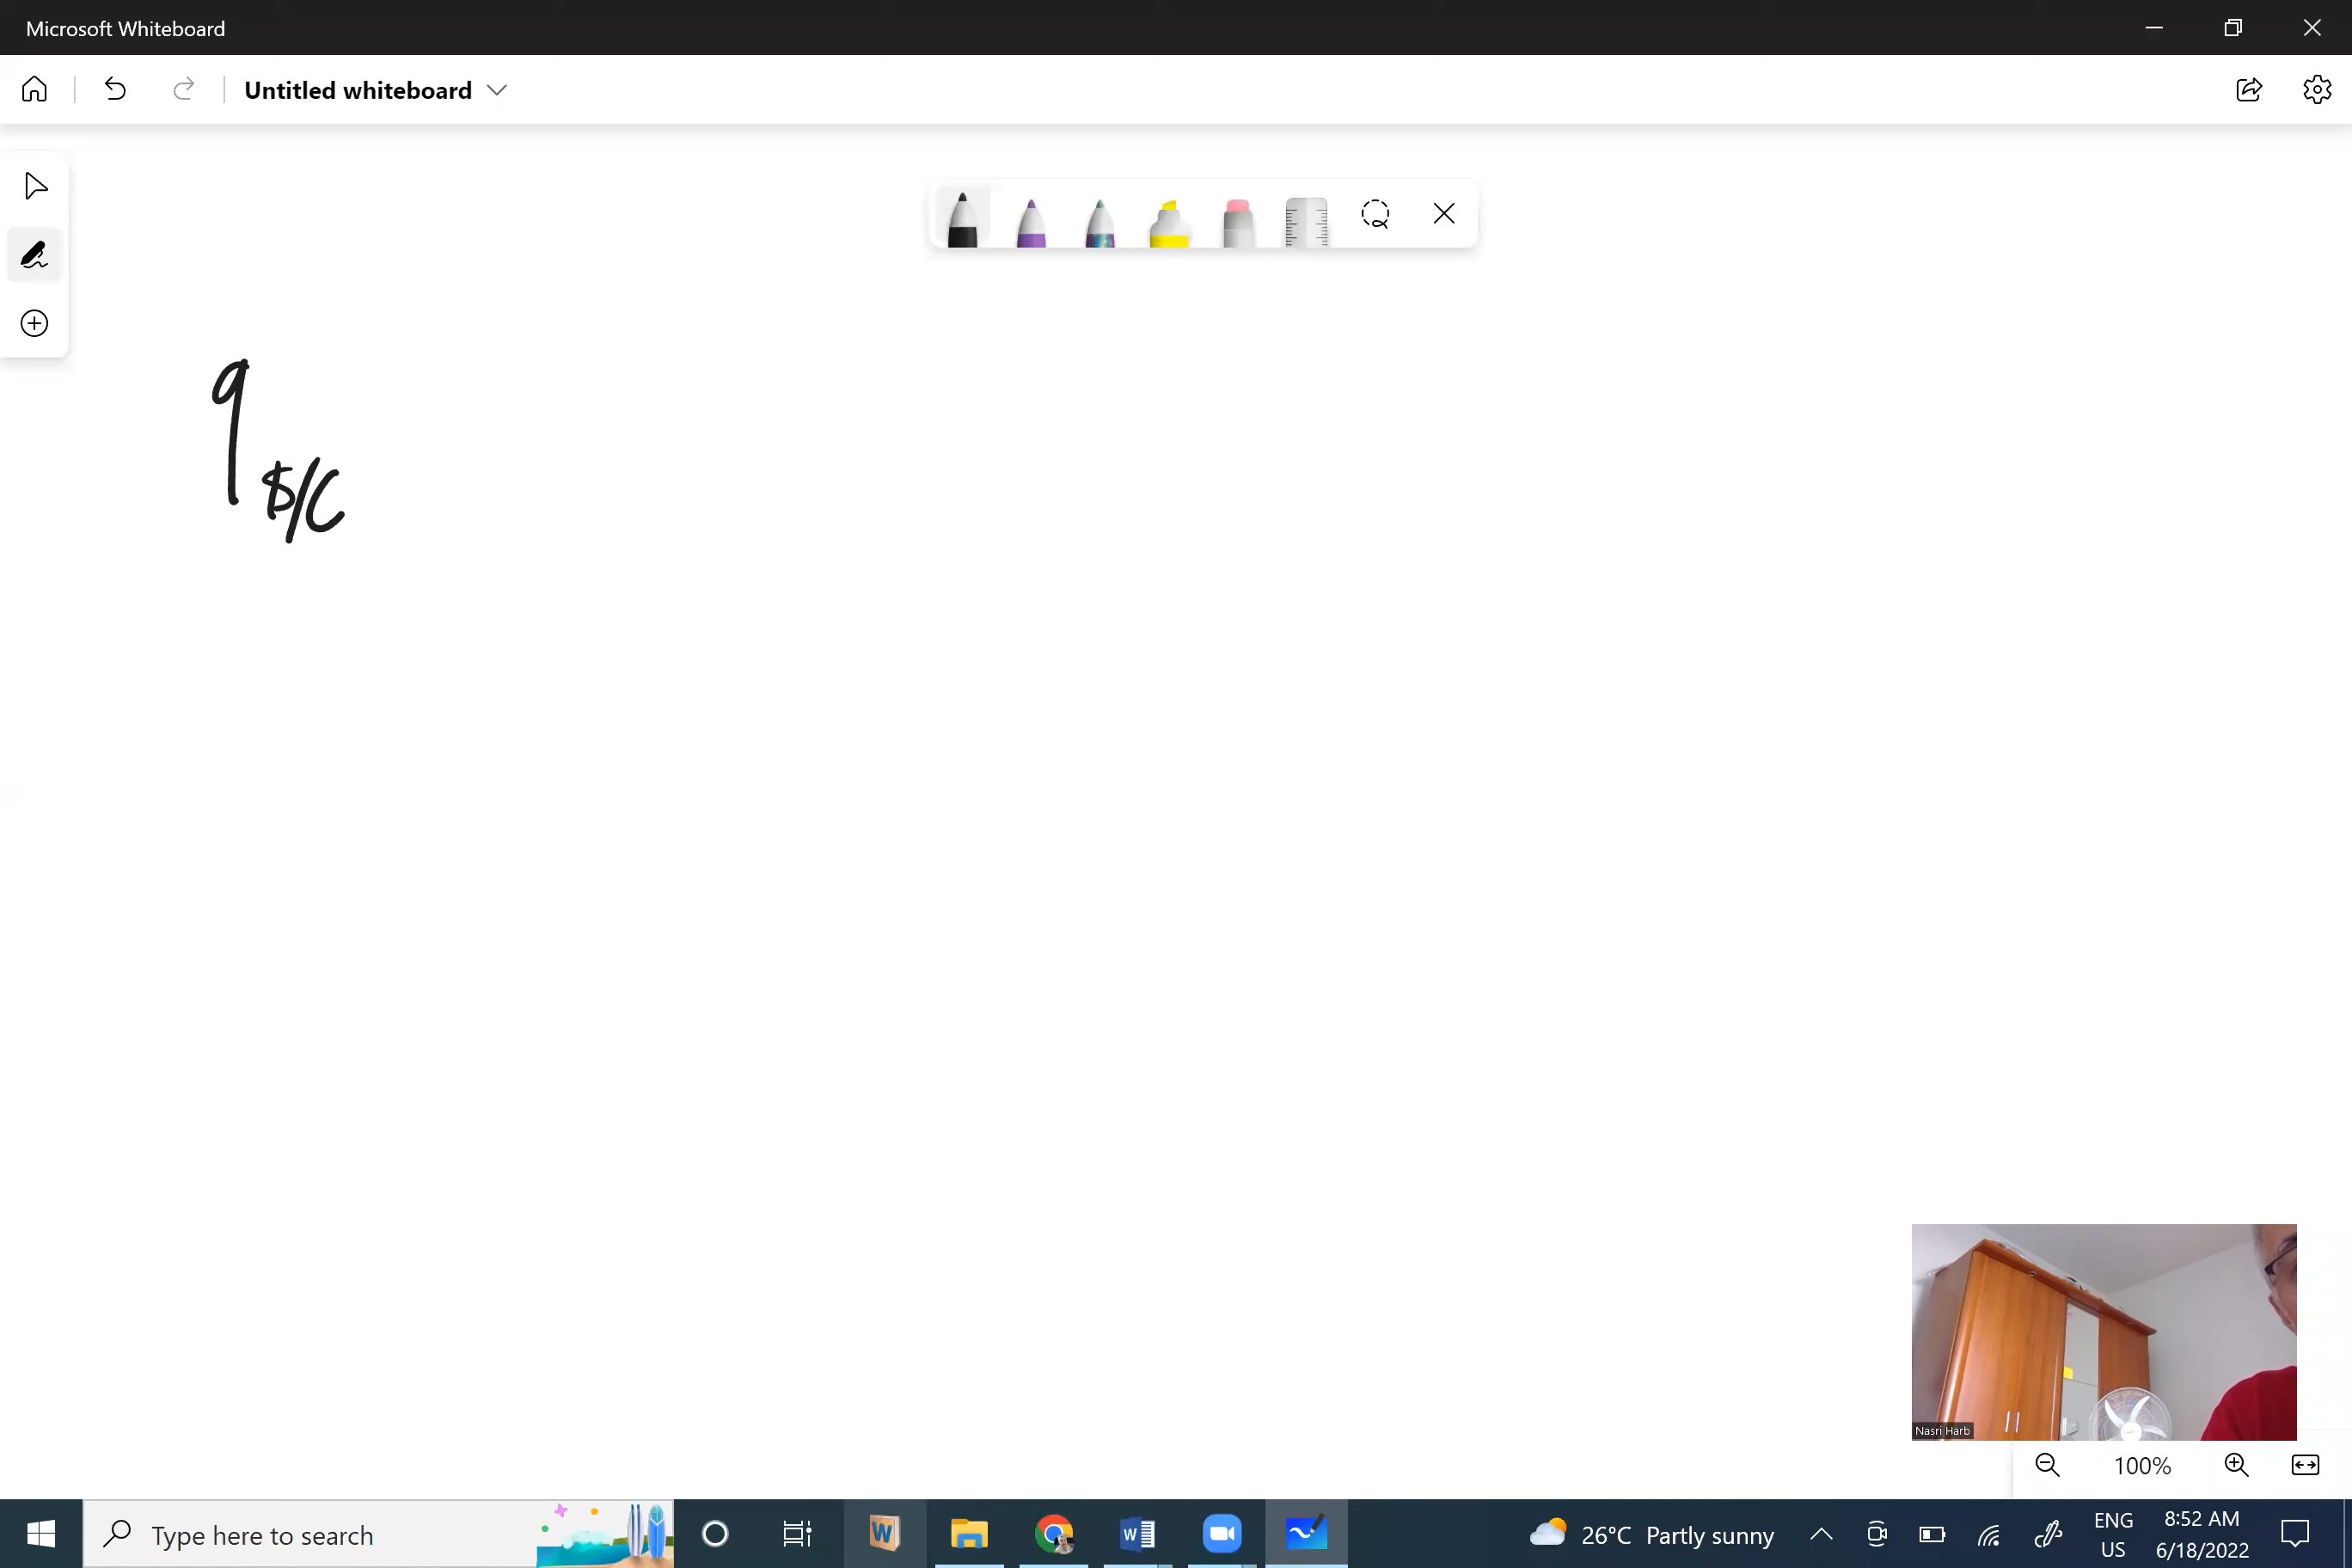 Microsoft Whiteboard
Untitled whiteboard
q $/C
Nasri Harb
100%
Type here to search
26°C Partly sunny
ENG
US
8:52 AM
6/18/2022